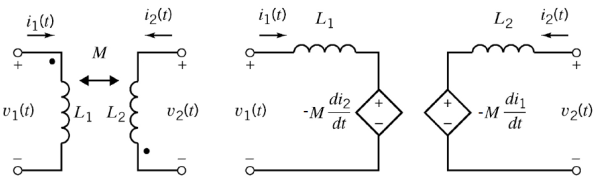 i₁(t) M i₂(t)
+ +
v₁(t) L₁ L₂ v₂(t)
– –
i₁(t) L₁ L₂ i₂(t)
+ + + +
v₁(t) -M di₂/dt -M di₁/dt v₂(t)
– – – –